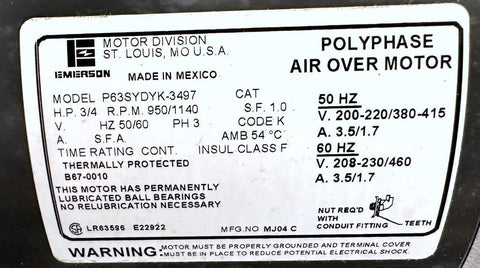 MOTOR DIVISION
ST. LOUIS, MO U.S.A.
EMERSON
MADE IN MEXICO
POLYPHASE
AIR OVER MOTOR
MODEL P63SYDYK-3497 CAT
H.P. 3/4 R.P.M. 950/1140 S.F. 1.0
V. HZ 50/60 PH 3 CODE K
A. S.F.A. AMB 54 °C
TIME RATING CONT. INSUL CLASS F
THERMALLY PROTECTED
B67-0010
50 HZ
V. 200-220/380-415
A. 3.5/1.7
60 HZ
V. 208-230/460
A. 3.5/1.7
THIS MOTOR HAS PERMANENTLY
LUBRICATED BALL BEARINGS
NO RELUBRICATION NECESSARY
NUT REQ'D WITH
CONDUIT FITTING
TEETH
LR63596 E22922 MFG.NO MJ04 C
WARNING: MOTOR MUST BE PROPERLY GROUNDED AND TERMINAL COVER
IN PLACE TO REDUCE POTENTIAL ELECTRICAL SHOCK HAZARD.